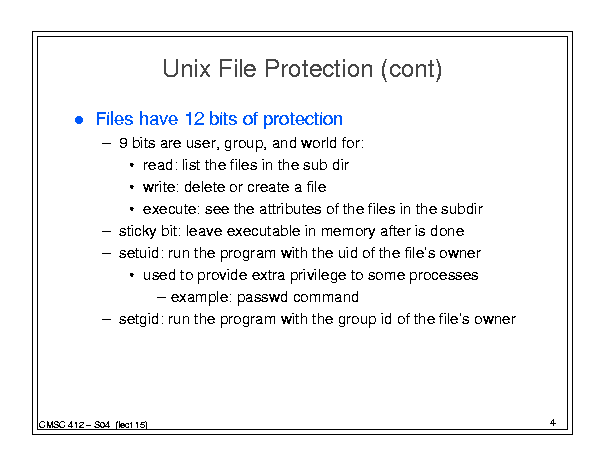 Unix File Protection (cont)
● Files have 12 bits of protection
– 9 bits are user, group, and world for:
• read: list the files in the sub dir
• write: delete or create a file
• execute: see the attributes of the files in the subdir
– sticky bit: leave executable in memory after is done
– setuid: run the program with the uid of the file's owner
• used to provide extra privilege to some processes
– example: passwd command
– setgid: run the program with the group id of the file's owner
CMSC 412 – S04 (lect 15)
4